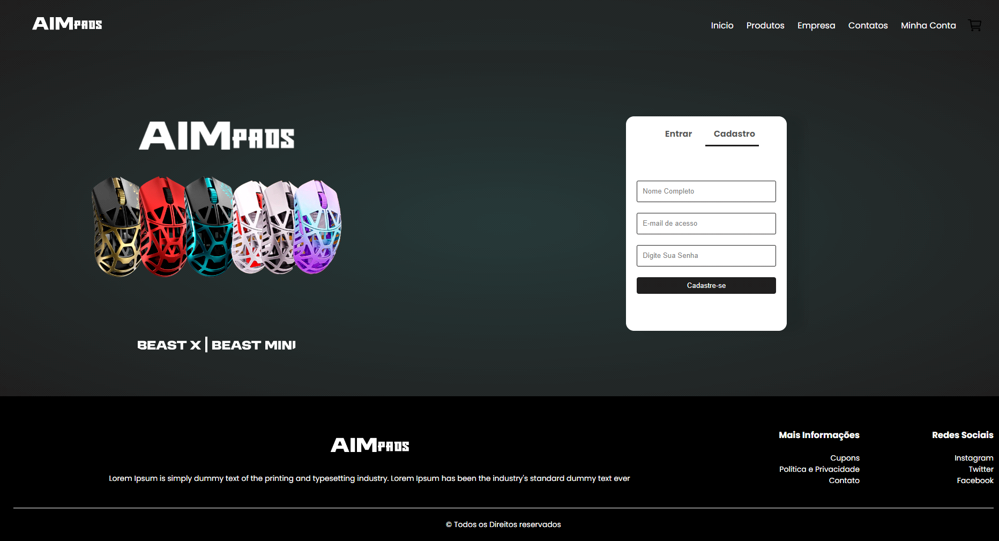 AIMPADS
Inicio Produtos Empresa Contatos Minha Conta
AIMPADS
BEAST X | BEAST MINI
Entrar Cadastro
Nome Completo
E-mail de acesso
Digite Sua Senha
Cadastre-se
AIMPADS
Lorem Ipsum is simply dummy text of the printing and typesetting industry. Lorem Ipsum has been the industry's standard dummy text ever
Mais Informações
Cupons
Política e Privacidade
Contato
Redes Sociais
Instagram
Twitter
Facebook
© Todos os Direitos reservados